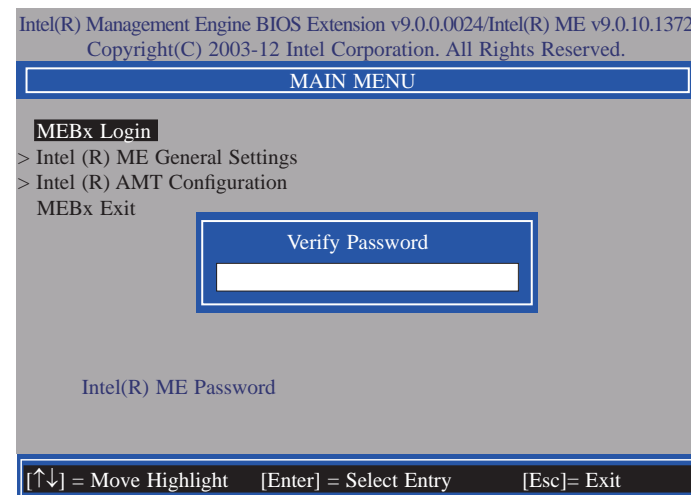 Intel(R) Management Engine BIOS Extension v9.0.0.0024/Intel(R) ME v9.0.10.1372
Copyright(C) 2003-12 Intel Corporation. All Rights Reserved.
MAIN MENU
MEBx Login
> Intel (R) ME General Settings
> Intel (R) AMT Configuration
MEBx Exit
Verify Password
Intel(R) ME Password
[↑↓] = Move Highlight [Enter] = Select Entry [Esc]= Exit